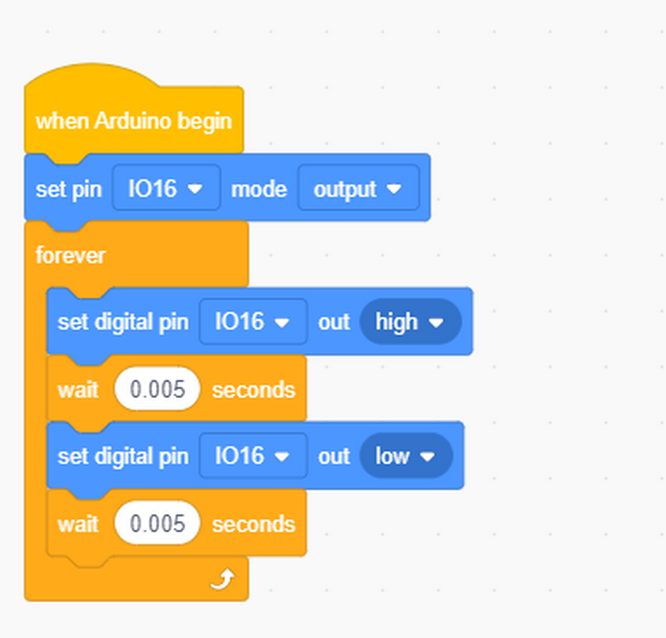 when Arduino begin
set pin IO16 mode output
forever
set digital pin IO16 out high
wait 0.005 seconds
set digital pin IO16 out low
wait 0.005 seconds